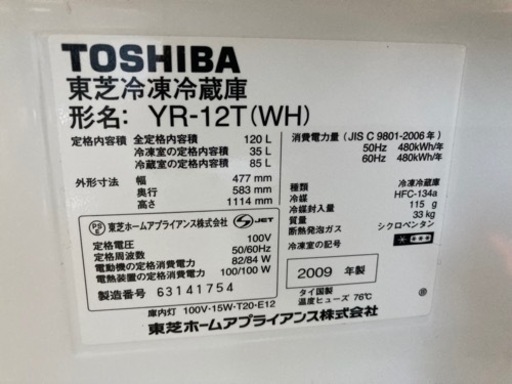 TOSHIBA
東芝冷凍冷蔵庫
形名: YR-12T(WH)
定格内容積 全定格内容積 120 L
冷凍室の定格内容積 35 L
冷蔵室の定格内容積 85 L
外形寸法 幅 477 mm
奥行 583 mm
高さ 1114 mm
東芝ホームアプライアンス株式会社 JET
定格電圧 100V
定格周波数 50/60Hz
電動機の定格消費電力 82/84 W
電熱装置の定格消費電力 100/100 W
製造番号 63141754
消費電力量 (JIS C 9801-2006 年)
50Hz 480kWh/年
60Hz 480kWh/年
種類 冷凍冷蔵庫
冷媒 HFC-134a
冷媒封入量 115 g
質量 33 kg
断熱発泡ガス シクロペンタン
冷凍室の記号
2009 年製
タイ国製
庫内灯 100V-15W-T20-E12 温度ヒューズ 76℃
東芝ホームアプライアンス株式会社